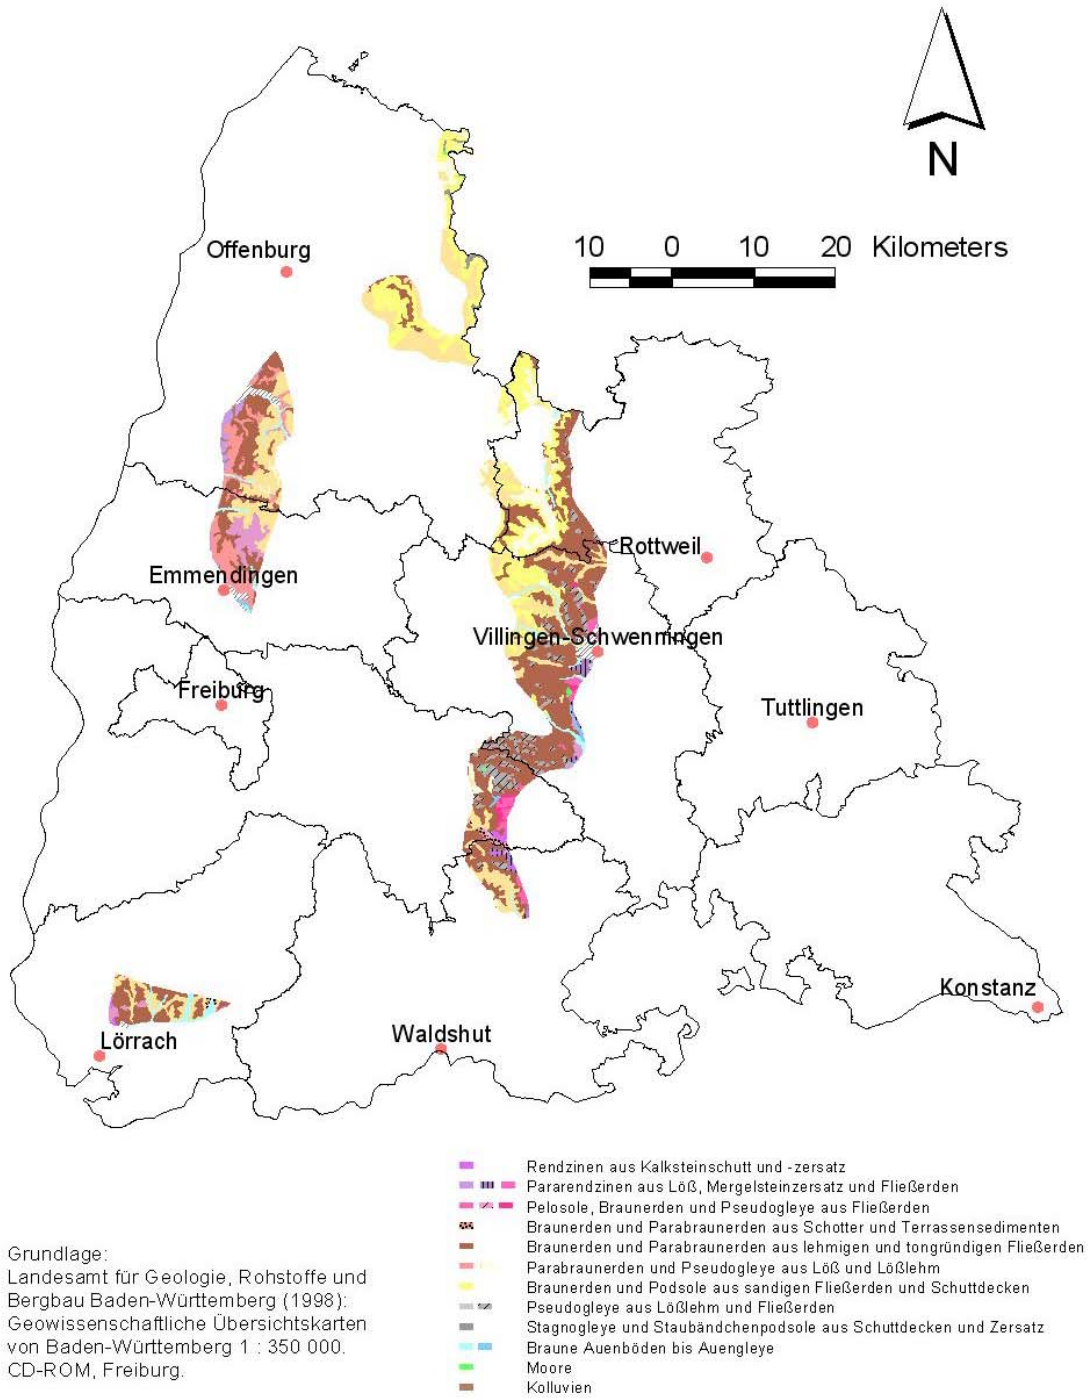 N
Offenburg
10 0 10 20 Kilometers
Rottweil
Emmendingen
Villingen-Schwenningen
Freiburg
Tuttlingen
Konstanz
Lörrach
Waldshut
Rendzinen aus Kalksteinschutt und -zersatz
Pararendzinen aus Löß, Mergelsteinzersatz und Fließerden
Pelosole, Braunerden und Pseudogleye aus Fließerden
Braunerden und Parabraunerden aus Schotter und Terrassensedimenten
Braunerden und Parabraunerden aus lehmigen und tongründigen Fließerden
Parabraunerden und Pseudogleye aus Löß und Lößlehm
Braunerden und Podsole aus sandigen Fließerden und Schuttdecken
Pseudogleye aus Lößlehm und Fließerden
Stagnogleye und Staubändchenpodsole aus Schuttdecken und Zersatz
Braune Auenböden bis Auengleye
Moore
Kolluvien
Grundlage:
Landesamt für Geologie, Rohstoffe und
Bergbau Baden-Württemberg (1998):
Geowissenschaftliche Übersichtskarten
von Baden-Württemberg 1 : 350 000.
CD-ROM, Freiburg.